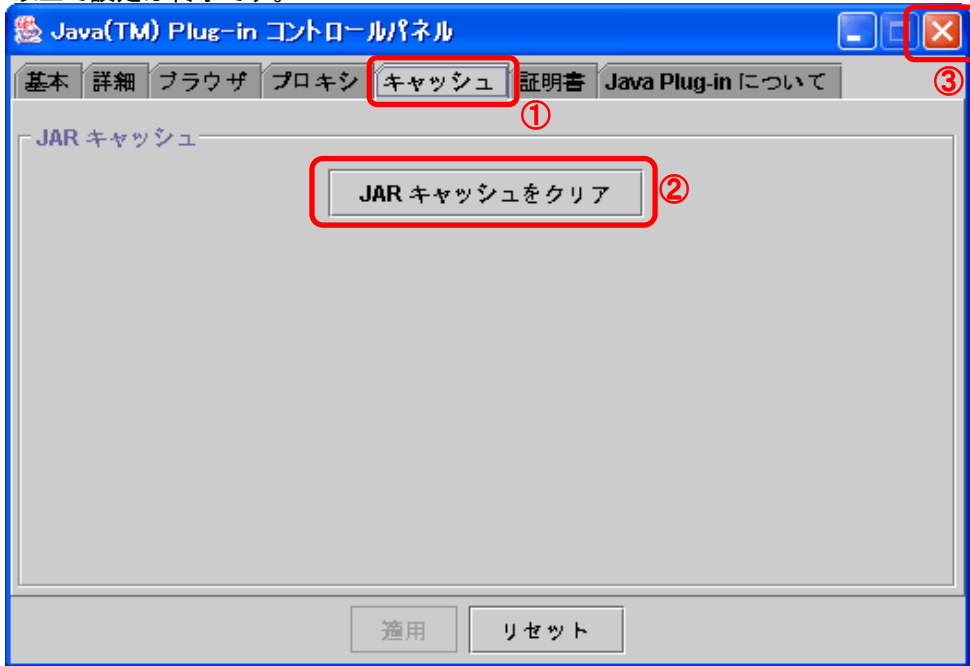 Java(TM) Plug-in コントロールパネル
基本 詳細 ブラウザ プロキシ キャッシュ 証明書 Java Plug-in について ③
①
JAR キャッシュ
JAR キャッシュをクリア ②
適用 リセット